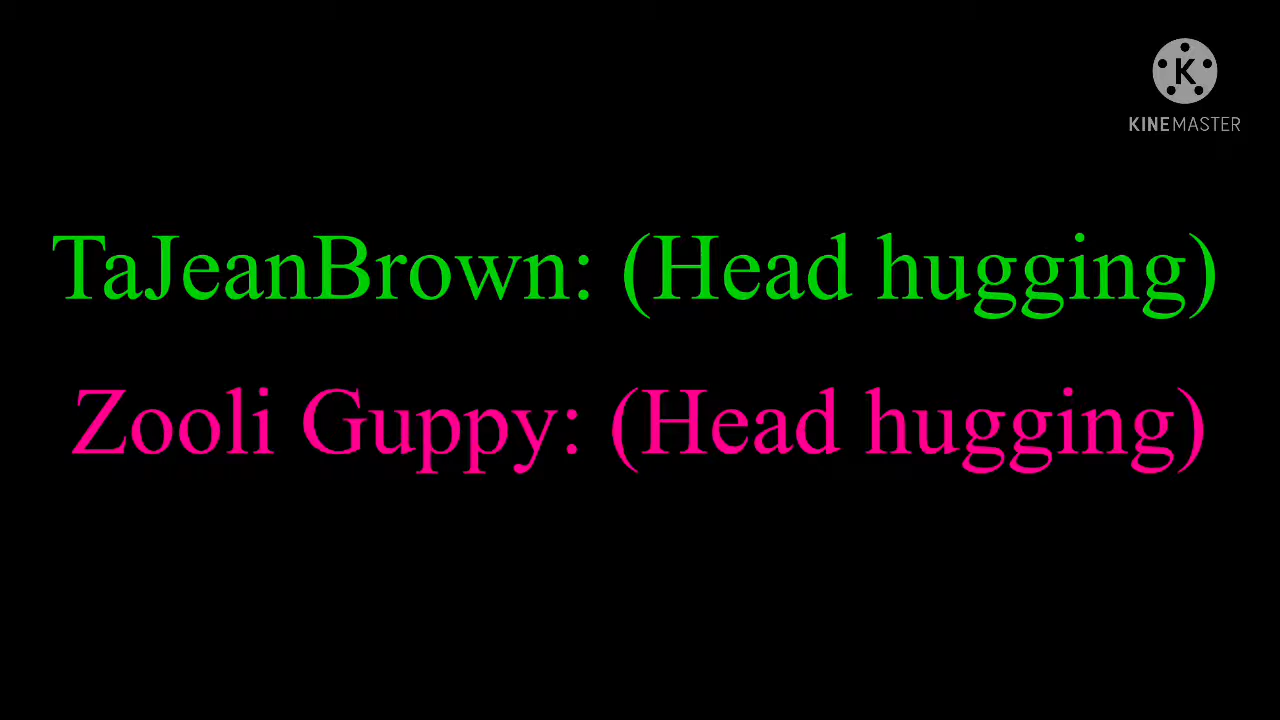 K
KINEMASTER
TaJeanBrown: (Head hugging)
Zooli Guppy: (Head hugging)